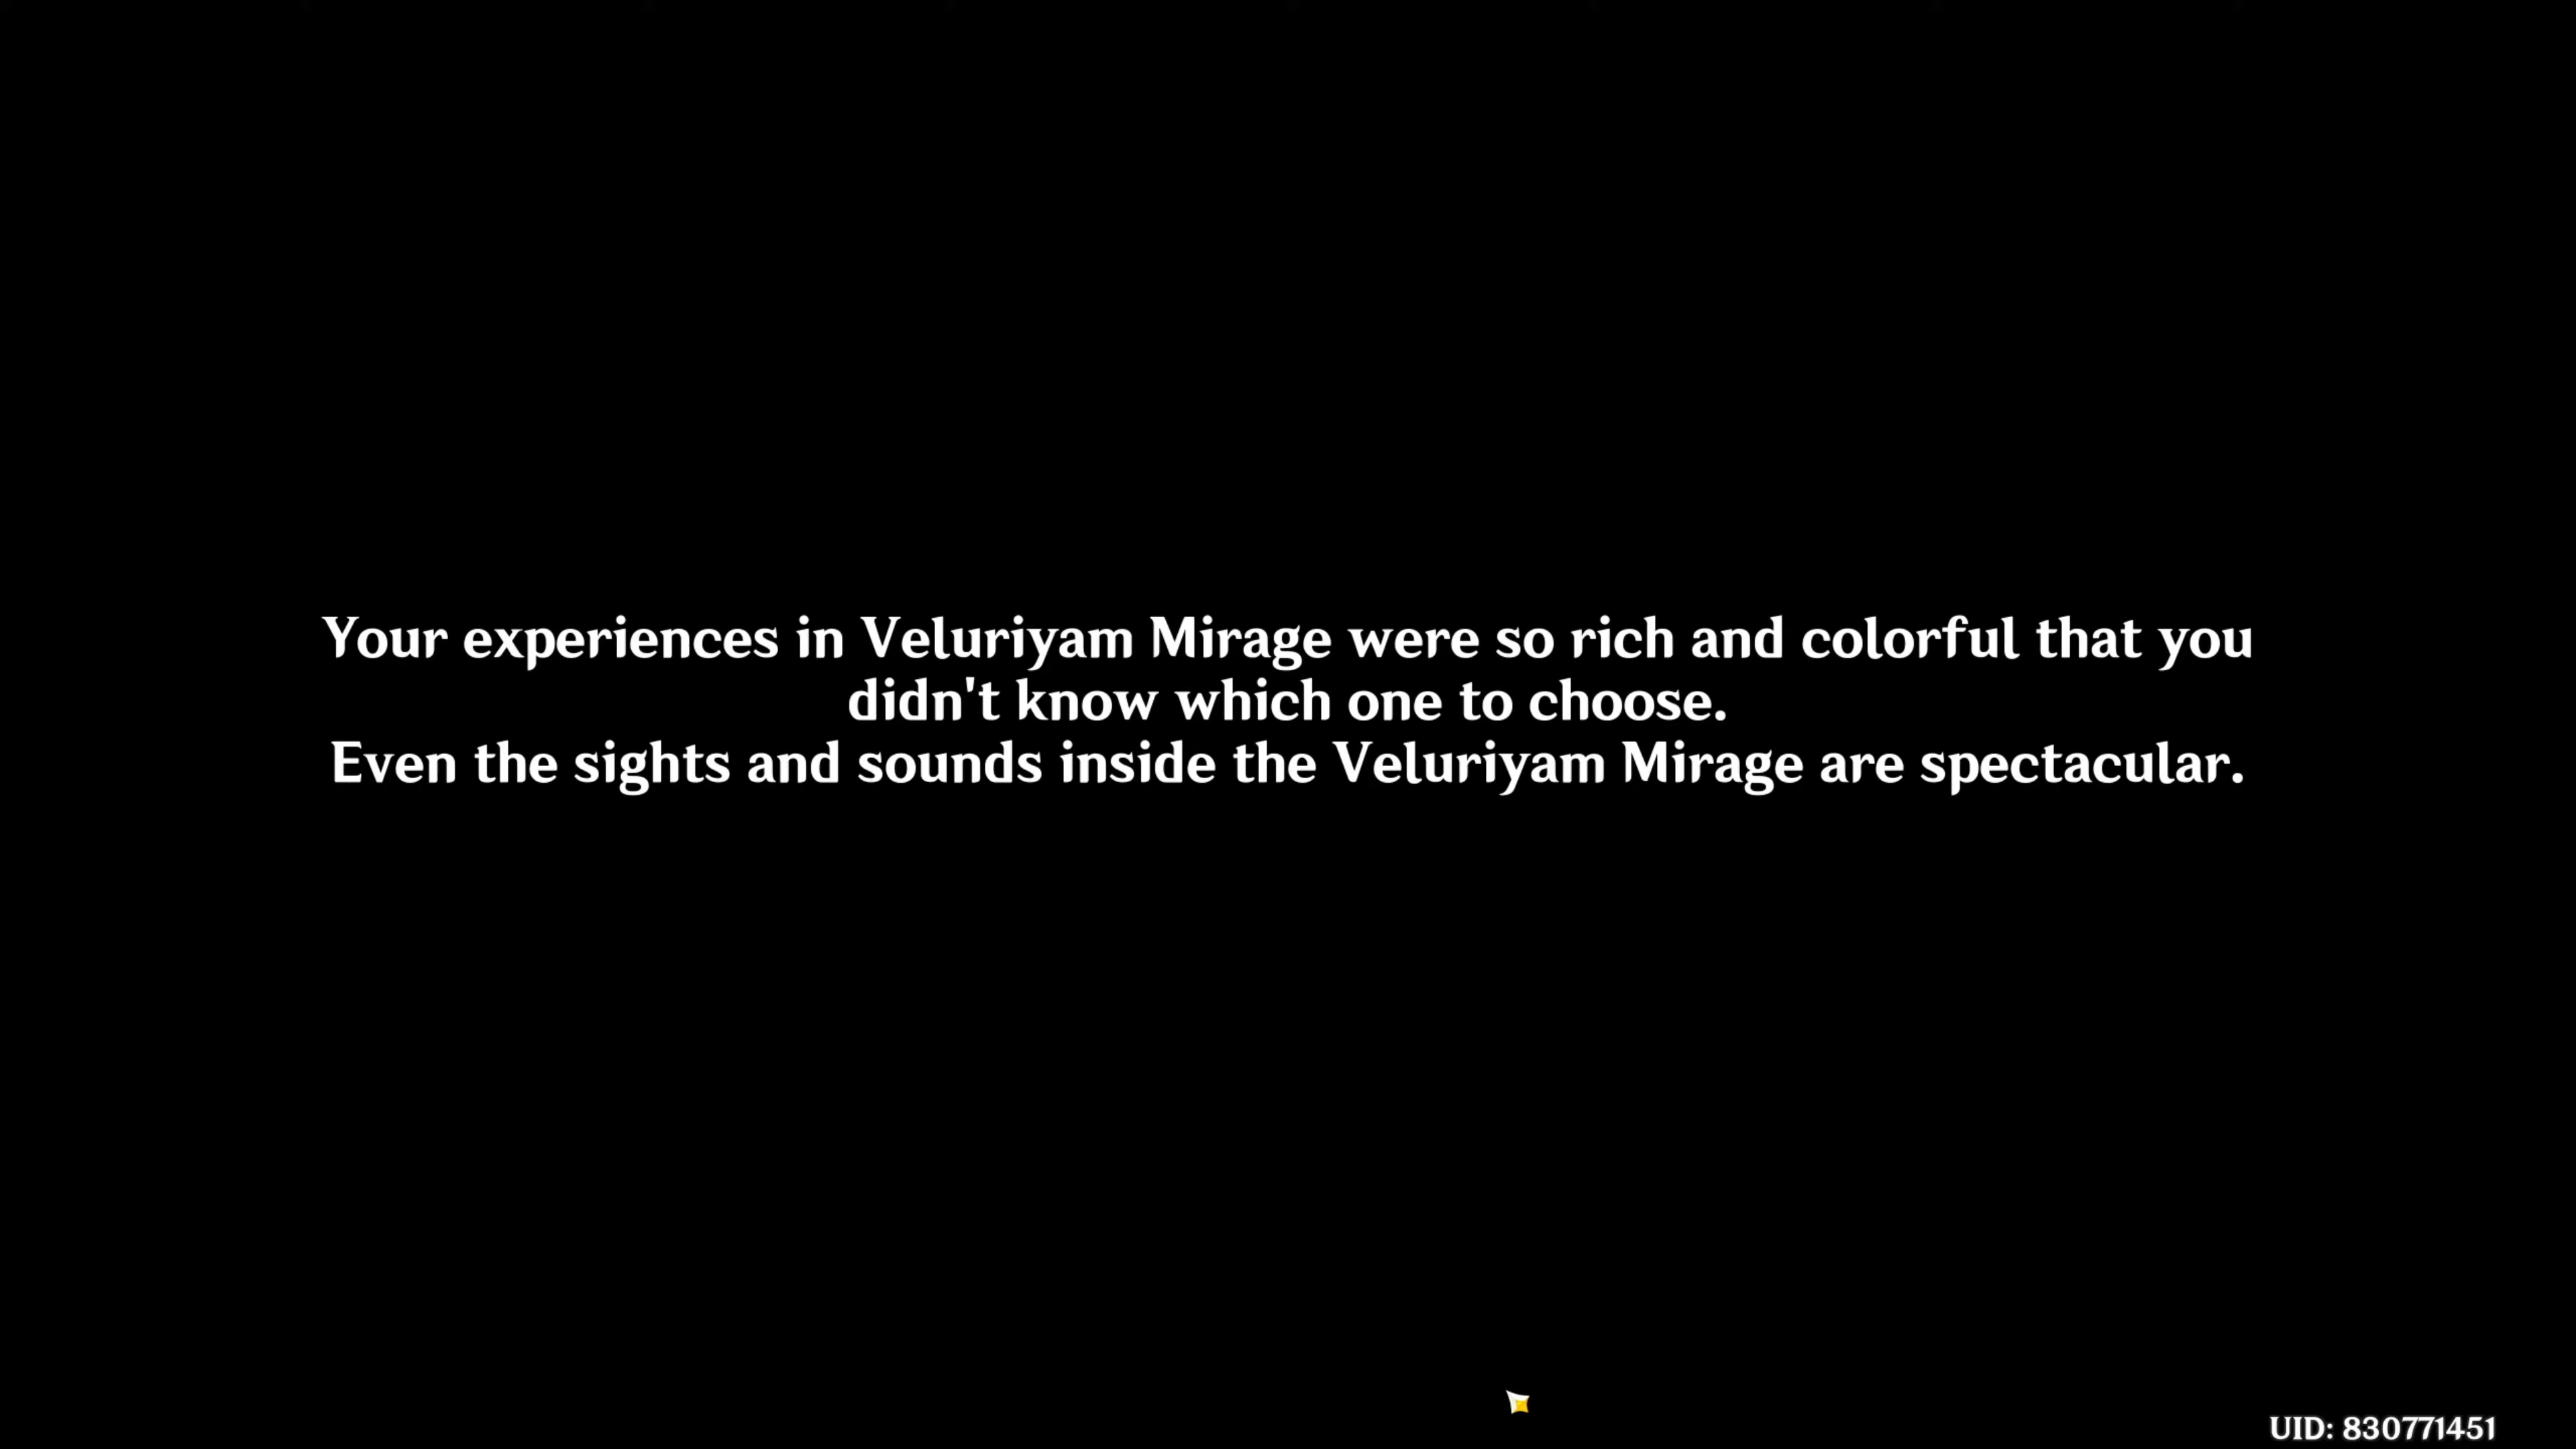 Your experiences in Veluriyam Mirage were so rich and colorful that you
didn't know which one to choose.
Even the sights and sounds inside the Veluriyam Mirage are spectacular.
UID: 830771451